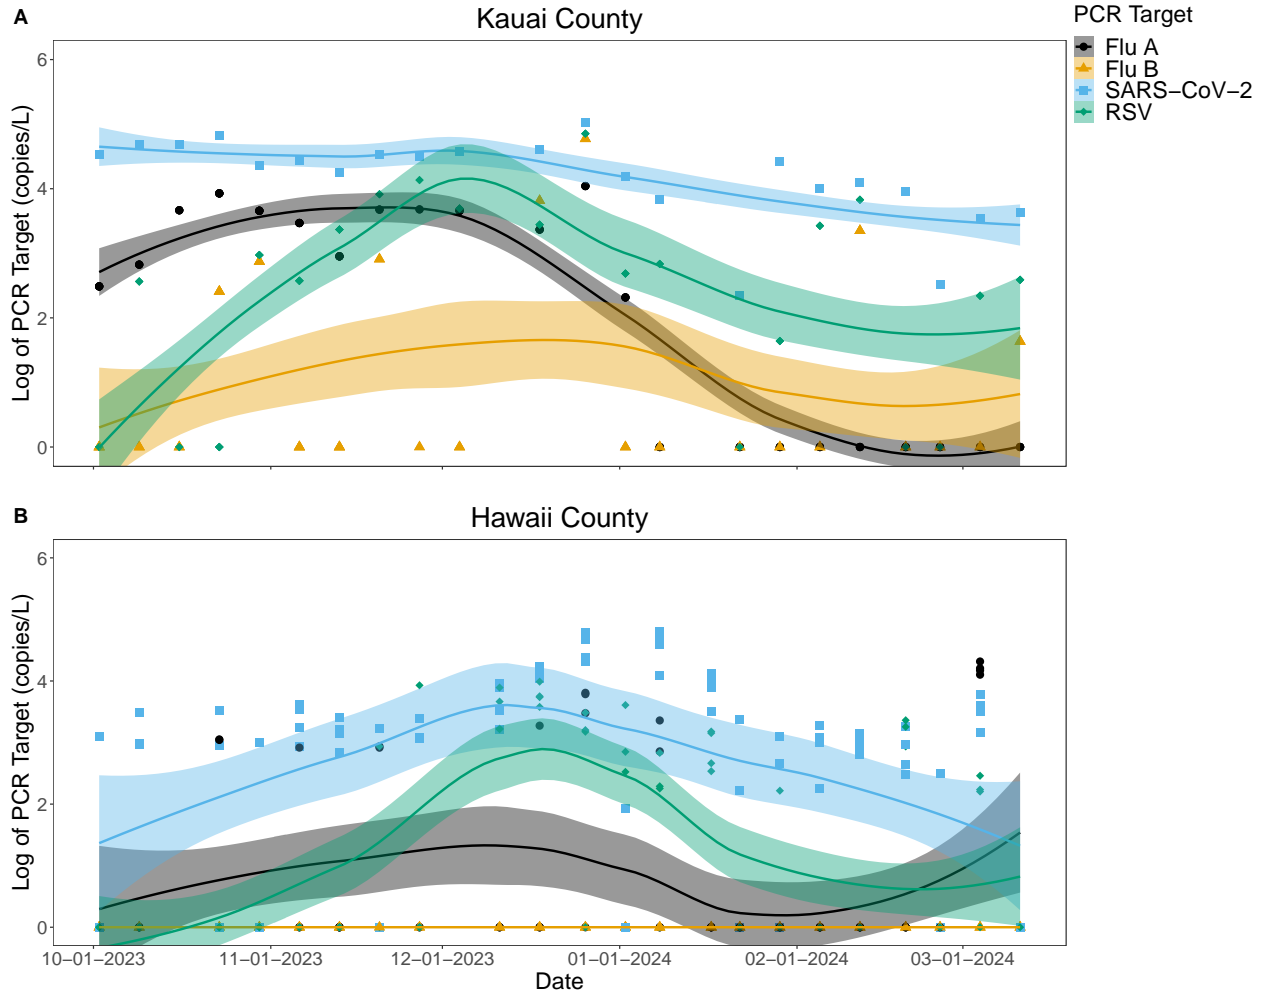 A
Kauai County
PCR Target
Flu A
Flu B
SARS−CoV−2
RSV
Log of PCR Target (copies/L)
6
4
2
0
B
Hawaii County
Log of PCR Target (copies/L)
6
4
2
0
10−01−2023 11−01−2023 12−01−2023 01−01−2024 02−01−2024 03−01−2024
Date